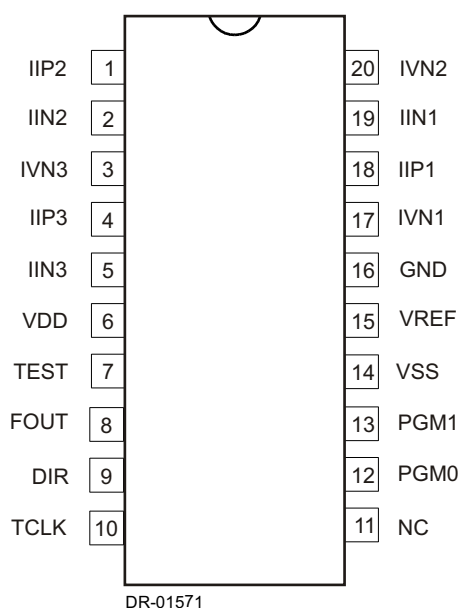 IIP2 1 20 IVN2
IIN2 2 19 IIN1
IVN3 3 18 IIP1
IIP3 4 17 IVN1
IIN3 5 16 GND
VDD 6 15 VREF
TEST 7 14 VSS
FOUT 8 13 PGM1
DIR 9 12 PGM0
TCLK 10 11 NC
DR-01571